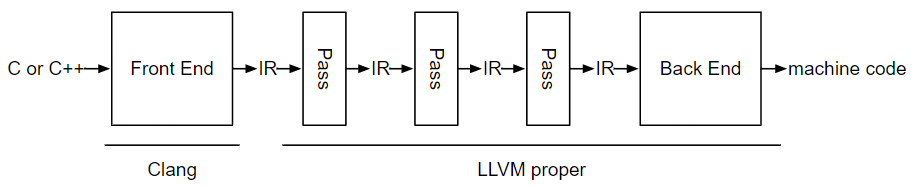 C or C++ Front End IR Pass IR Pass IR Pass IR Back End machine code
Clang LLVM proper